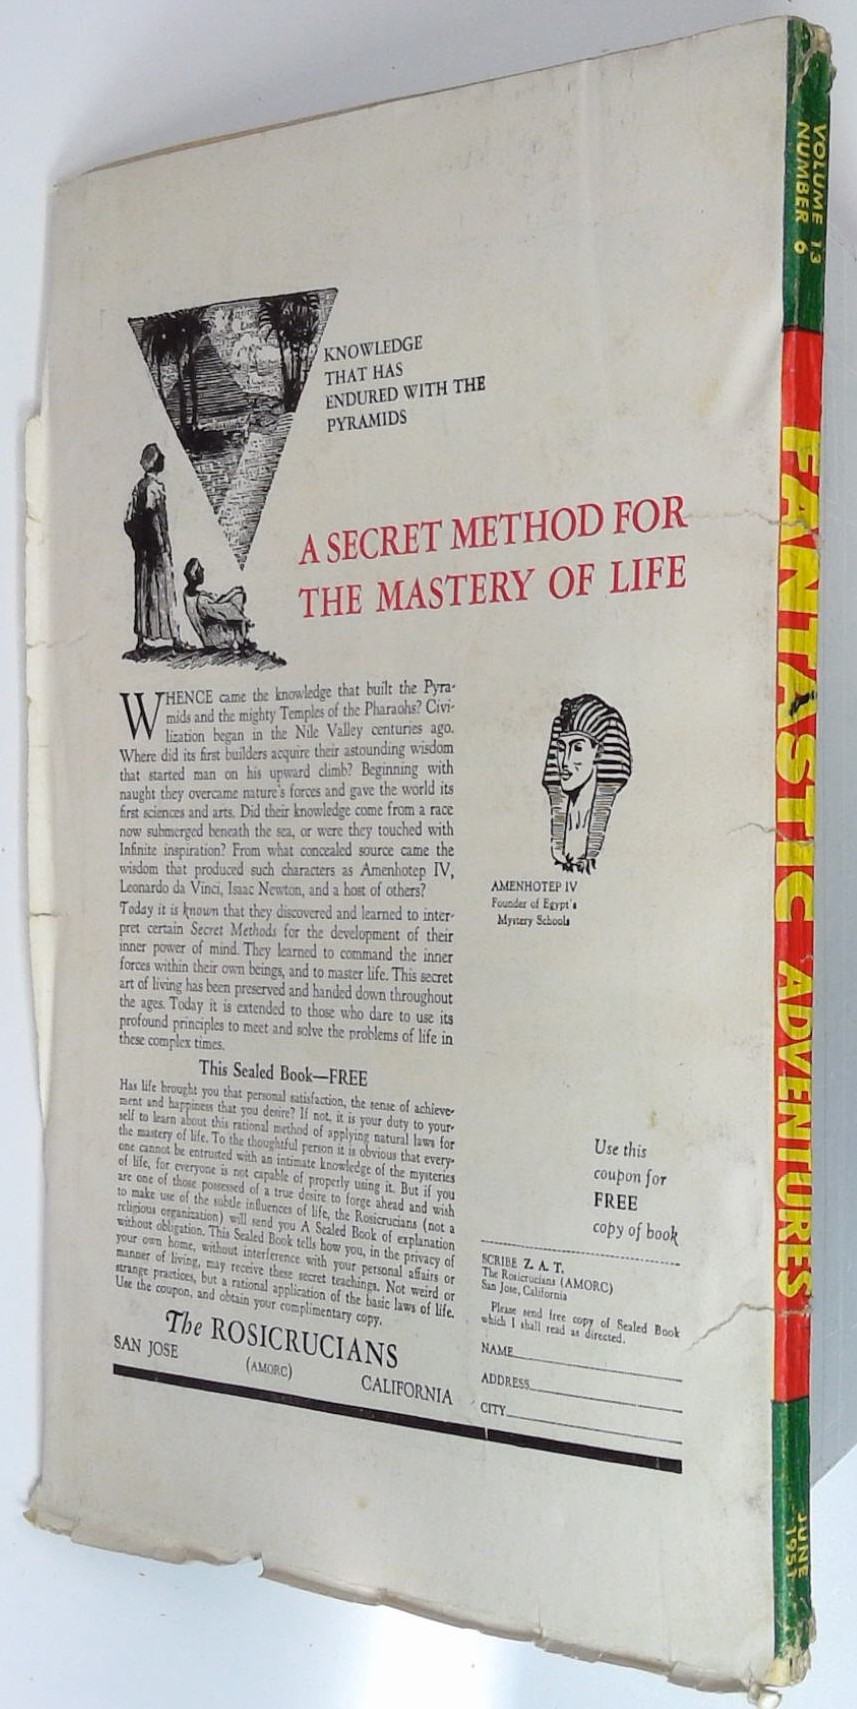 KNOWLEDGE
THAT HAS
ENDURED WITH THE
PYRAMIDS
A SECRET METHOD FOR
THE MASTERY OF LIFE
WHENCE came the knowledge that built the Pyra-
mids and the mighty Temples of the Pharaohs? Civi-
lization began in the Nile Valley centuries ago.
Where did its first builders acquire their astounding wisdom
that started man on his upward climb? Beginning with
naught they overcame nature's forces and gave the world its
first sciences and arts. Did their knowledge come from a race
now submerged beneath the sea, or were they touched with
Infinite inspiration? From what concealed source came the
wisdom that produced such characters as Amenhotep IV,
Leonardo da Vinci, Isaac Newton, and a host of others?
Today it is known that they discovered and learned to inter-
pret certain Secret Methods for the development of their
inner power of mind. They learned to command the inner
forces within their own beings, and to master life. This secret
art of living has been preserved and handed down throughout
the ages. Today it is extended to those who dare to use its
profound principles to meet and solve the problems of life in
these complex times.
This Sealed Book—FREE
Has life brought you that personal satisfaction, the sense of achieve-
ment and happiness that you desire? If not, it is your duty to your-
self to learn about this rational method of applying natural laws for
the mastery of life. To the thoughtful person it is obvious that every-
one cannot be entrusted with an intimate knowledge of the mysteries
of life, for everyone is not capable of properly using it. But if you
are one of those possessed of a true desire to forge ahead and wish
to make use of the subtle influences of life, the Rosicrucians (not a
religious organization) will send you A Sealed Book of explanation
without obligation. This Sealed Book tells how you, in the privacy of
your own home, without interference with your personal affairs or
manner of living, may receive these secret teachings. Not weird or
strange practices, but a rational application of the basic laws of life.
Use the coupon, and obtain your complimentary copy.
The ROSICRUCIANS
SAN JOSE (AMORC) CALIFORNIA
AMENHOTEP IV
Founder of Egypt's
Mystery Schools
Use this
coupon for
FREE
copy of book
SCRIBE Z. A. T.
The Rosicrucians (AMORC)
San Jose, California
Please send free copy of Sealed Book
which I shall read as directed.
NAME
ADDRESS
CITY
VOLUME 13
NUMBER 6
FANTASTIC ADVENTURES
JUNE
1951